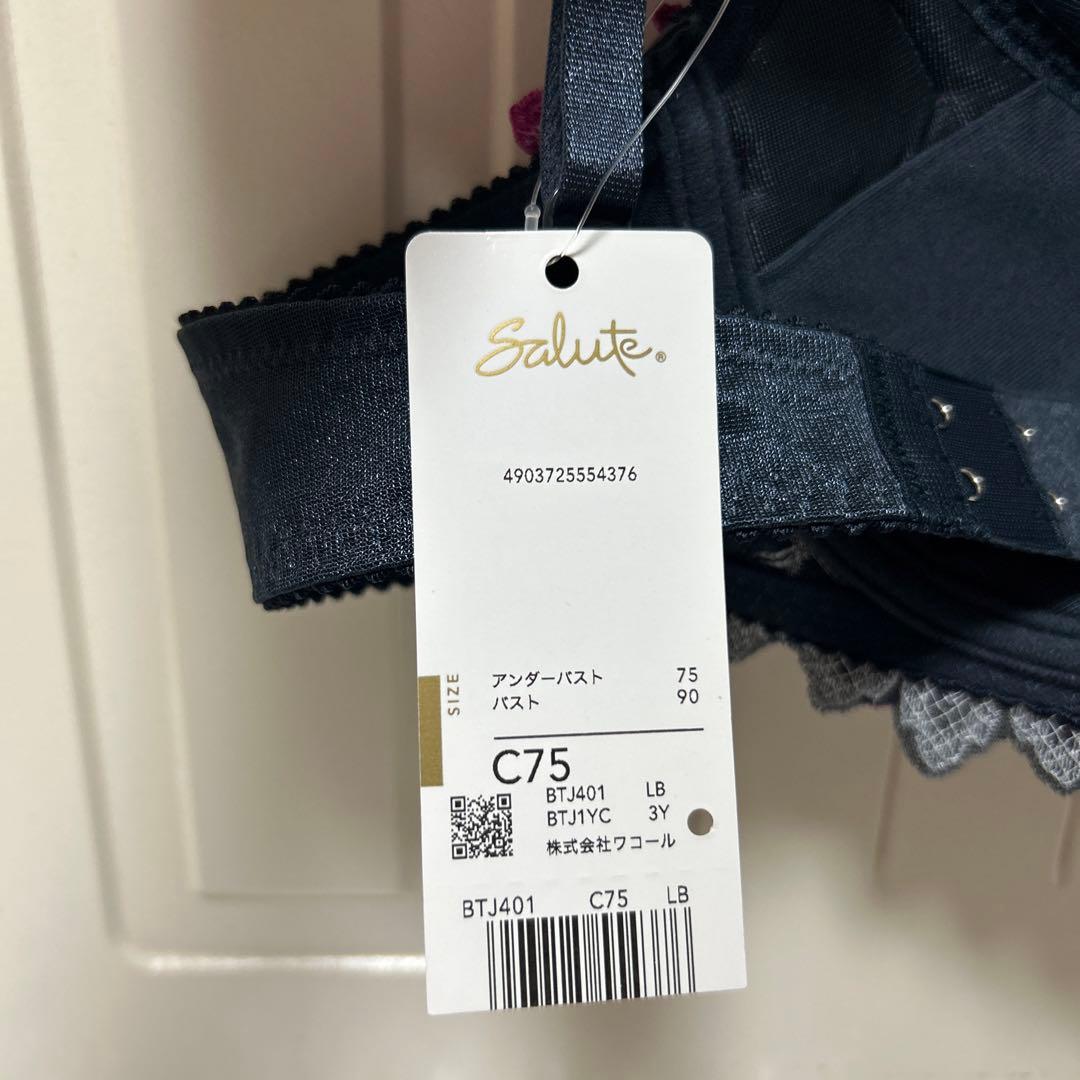 Salute®
4903725554376
SIZE
アンダーバスト 75
バスト 90
C75
BTJ401 LB
BTJ1YC 3Y
株式会社ワコール
BTJ401 C75 LB